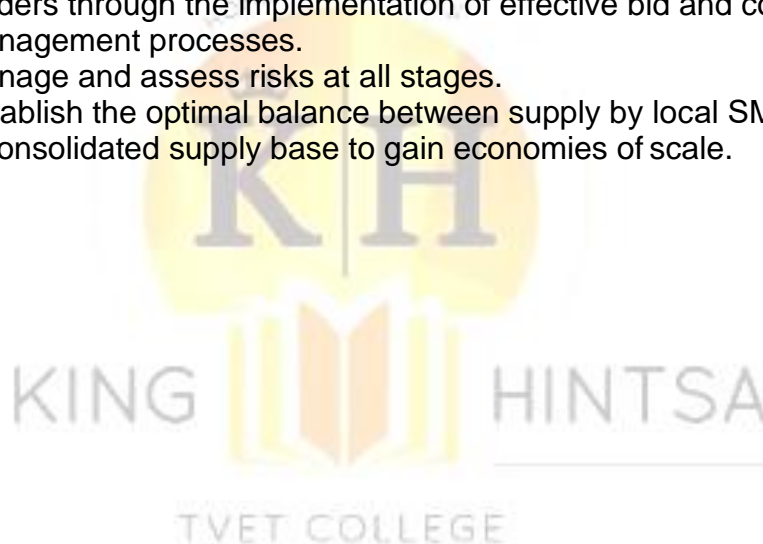 ders through the implementation of effective bid and co
nagement processes.
nage and assess risks at all stages.
ablish the optimal balance between supply by local SM
onsolidated supply base to gain economies of scale.
KH
KING HINTSA
TVET COLLEGE